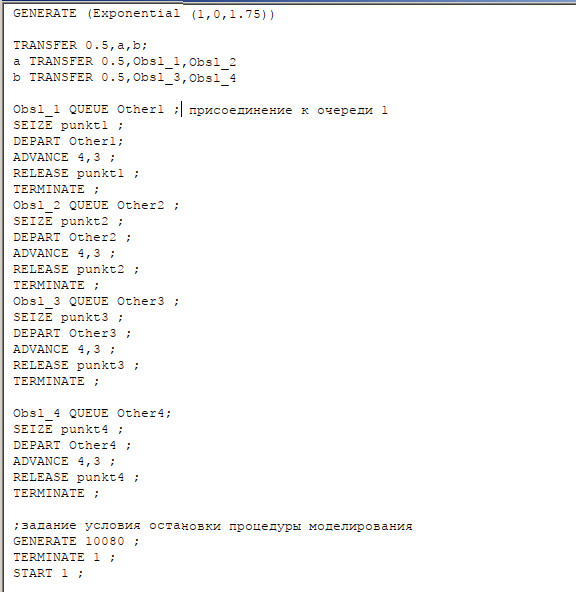 GENERATE (Exponential (1,0,1.75))
TRANSFER 0.5,a,b;
a TRANSFER 0.5,Obsl_1,Obsl_2
b TRANSFER 0.5,Obsl_3,Obsl_4
Obsl_1 QUEUE Other1 ; присоединение к очереди 1
SEIZE punkt1 ;
DEPART Other1;
ADVANCE 4,3 ;
RELEASE punkt1 ;
TERMINATE ;
Obsl_2 QUEUE Other2 ;
SEIZE punkt2 ;
DEPART Other2 ;
ADVANCE 4,3 ;
RELEASE punkt2 ;
TERMINATE ;
Obsl_3 QUEUE Other3 ;
SEIZE punkt3 ;
DEPART Other3 ;
ADVANCE 4,3 ;
RELEASE punkt3 ;
TERMINATE ;
Obsl_4 QUEUE Other4;
SEIZE punkt4 ;
DEPART Other4 ;
ADVANCE 4,3 ;
RELEASE punkt4 ;
TERMINATE ;
;задание условия остановки процедуры моделирования
GENERATE 10080 ;
TERMINATE 1 ;
START 1 ;